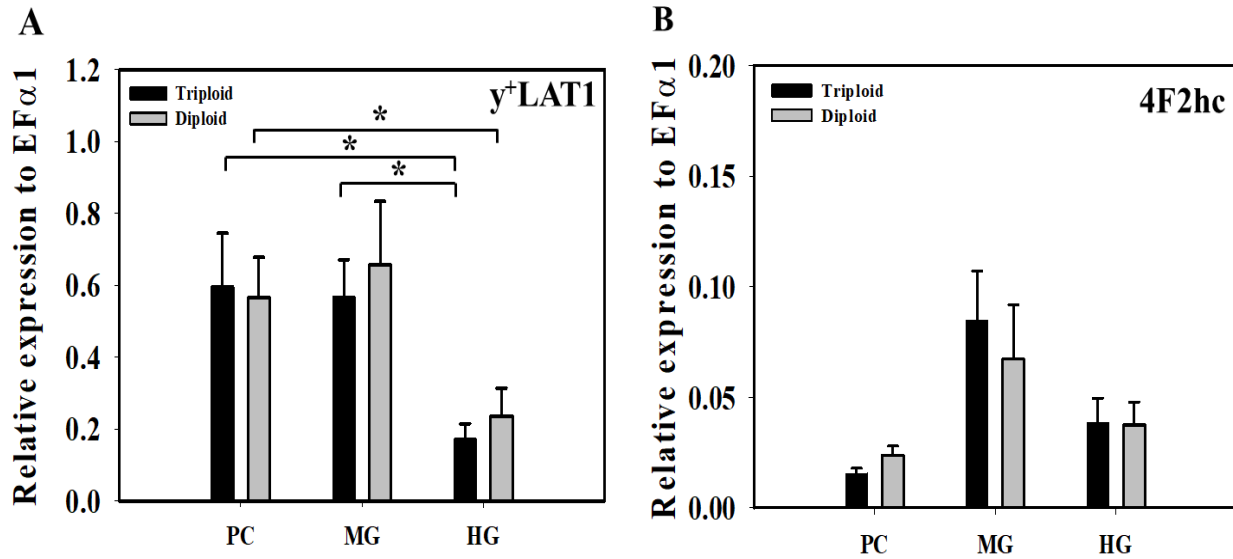 A
Relative expression to EFα1
1.2
1.0
0.8
0.6
0.4
0.2
0.0
Triploid
Diploid
y⁺LAT1
*
*
*
PC MG HG
B
Relative expression to EFα1
0.20
0.15
0.10
0.05
0.00
Triploid
Diploid
4F2hc
PC MG HG